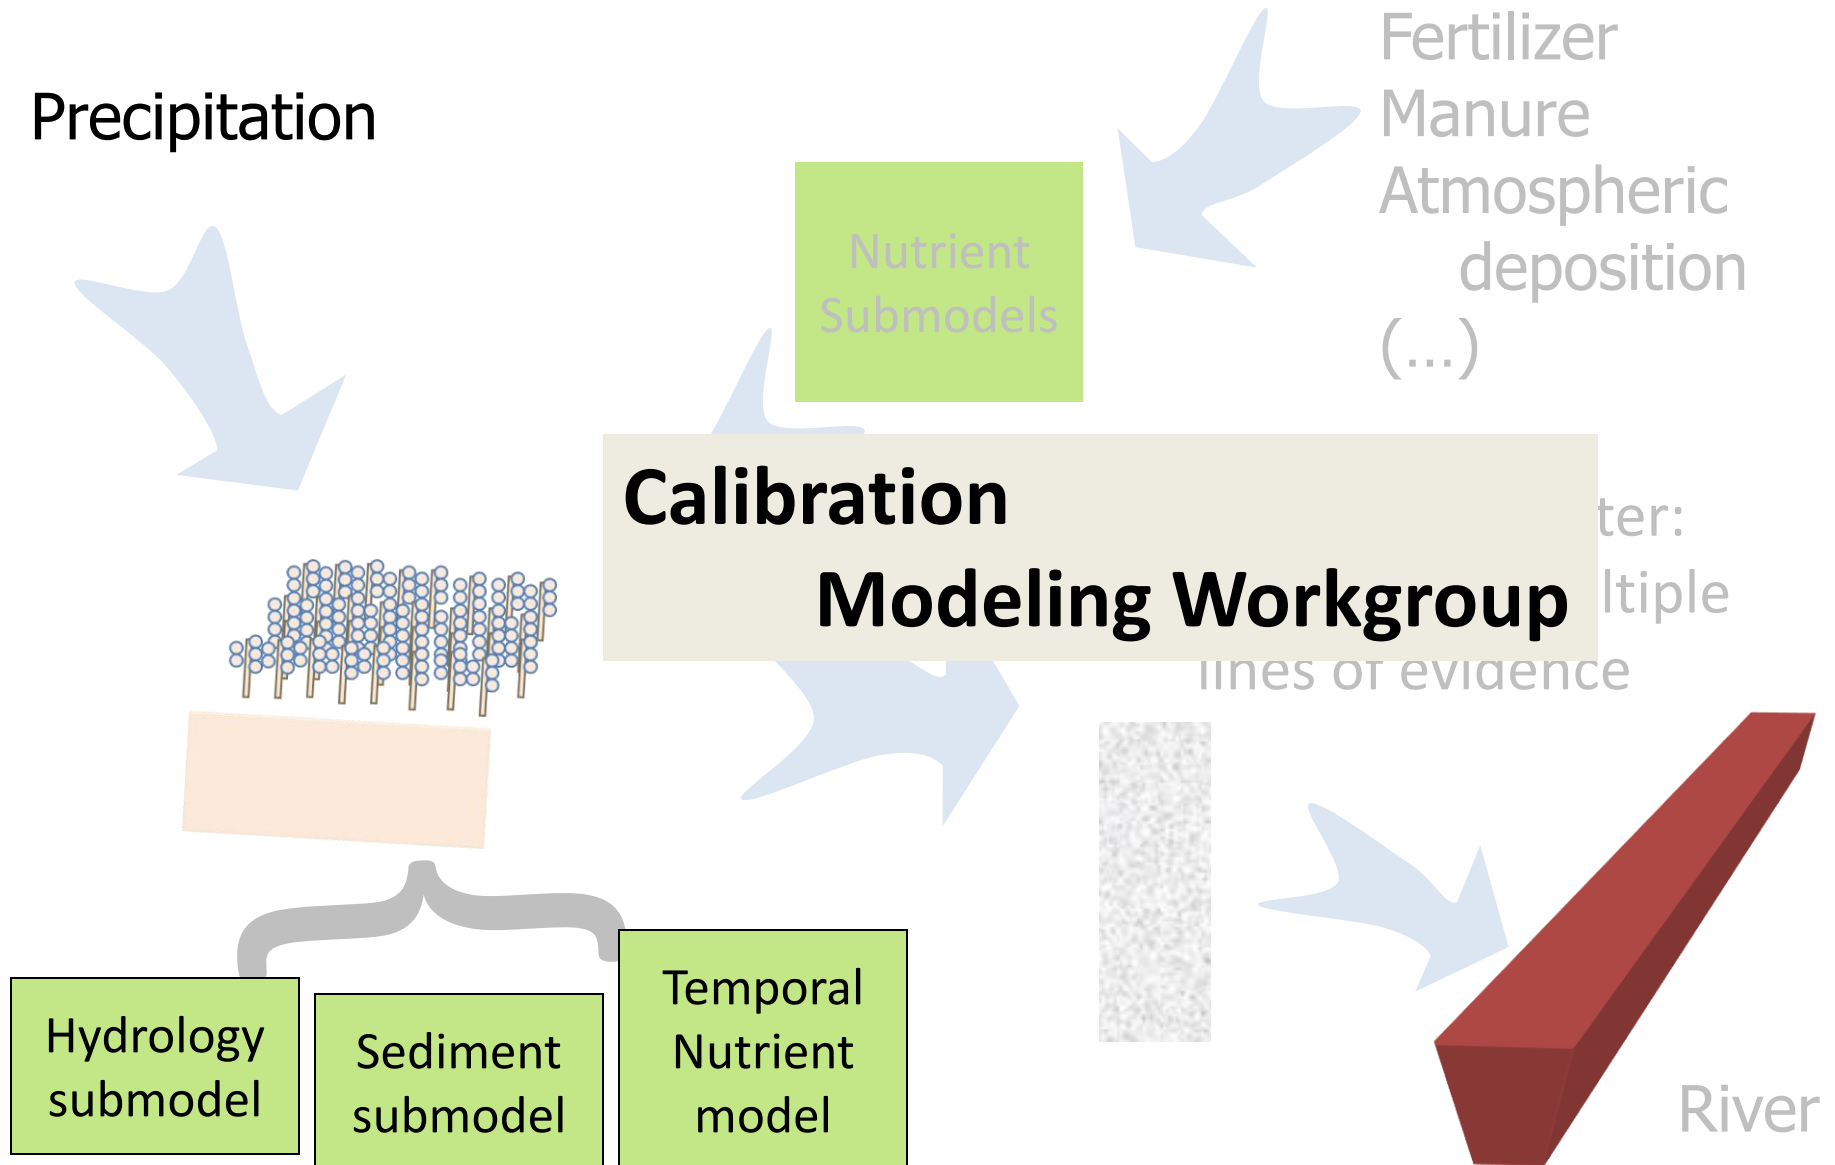 Precipitation
Fertilizer
Manure
Atmospheric
deposition
(...)
Nutrient
Submodels
Calibration
Modeling Workgroup
ter:
ltiple
lines of evidence
Hydrology
submodel
Sediment
submodel
Temporal
Nutrient
model
River